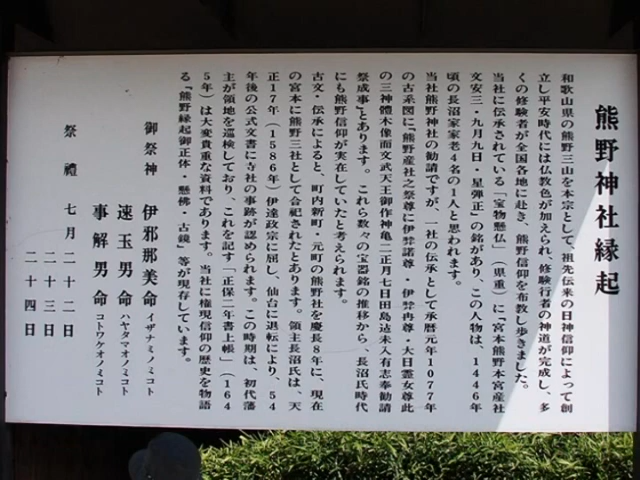 熊野神社縁起
和歌山県の熊野三山を本宗として、祖先伝来の日神信仰によって創
立し平安時代には仏教色が加えられ、修験行者の神道が完成し、多
くの修験者が全国各地に赴き、熊野信仰を布教し歩きました。
当社に伝承されている「宝物懸仏」（県重）に宮本熊野本宮産社
文安三・九月九日・星弾正」の銘があり、この人物は、1446年
頃の長沼家家老4名の1人と思われます。
当社熊野神社の勧請ですが、一社の伝承として承暦元年1077年
の古系図に『熊野産社之祭尊に伊弉諾尊 伊弉冉尊・大日孁女尊此
の三神體木像而文武天王御作神亀二正月七日田島迠未入有志奉勧請
祭成事』とあります。これら数々の宝器銘の推移から、長沼氏時代
にも熊野信仰が実在していたと考えられます。
古文・伝承によると、町内新町・元町の熊野社を慶長8年に、現在
の宮本に熊野三社として合祀されたとあります。領主長沼氏は、天
正17年（1586年）伊達政宗に屈し、仙台に退転により、54
年後の公式文書に寺社の事跡が認められます。この時期は、初代藩
主が領地を巡検しており、これを記す「正保二年書上帳」（164
5年）は大変貴重な資料であります。当社に権現信仰の歴史を物語
る『熊野縁起御正体・懸佛・古鏡』等が現存しています。
御祭神 伊邪那美命 イザナミノミコト
速玉男命 ハヤタマオノミコト
事解男命 コトワケオノミコト
祭禮 七月二十二日
二十三日
二十四日